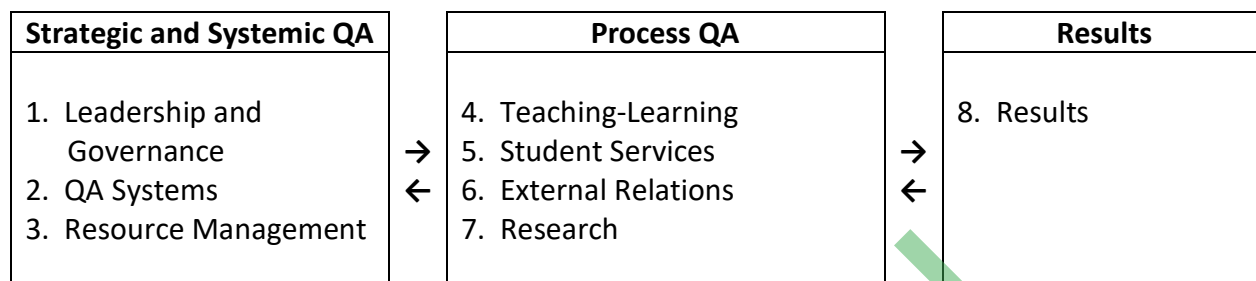 Strategic and Systemic QA
1. Leadership and
Governance
2. QA Systems
3. Resource Management
→
←
Process QA
4. Teaching-Learning
5. Student Services
6. External Relations
7. Research
→
←
Results
8. Results